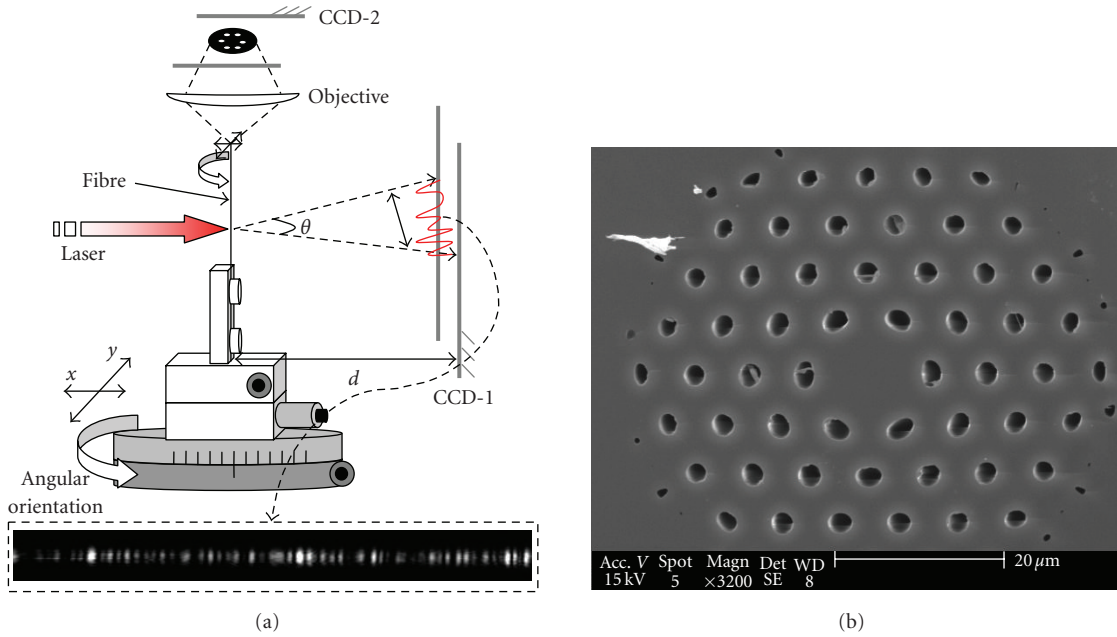 CCD-2
Objective
Fibre
θ
Laser
y
x
d
CCD-1
Angular
orientation
(a)
Acc. V Spot Magn Det WD
15 kV 5 ×3200 SE 8
20 μm
(b)